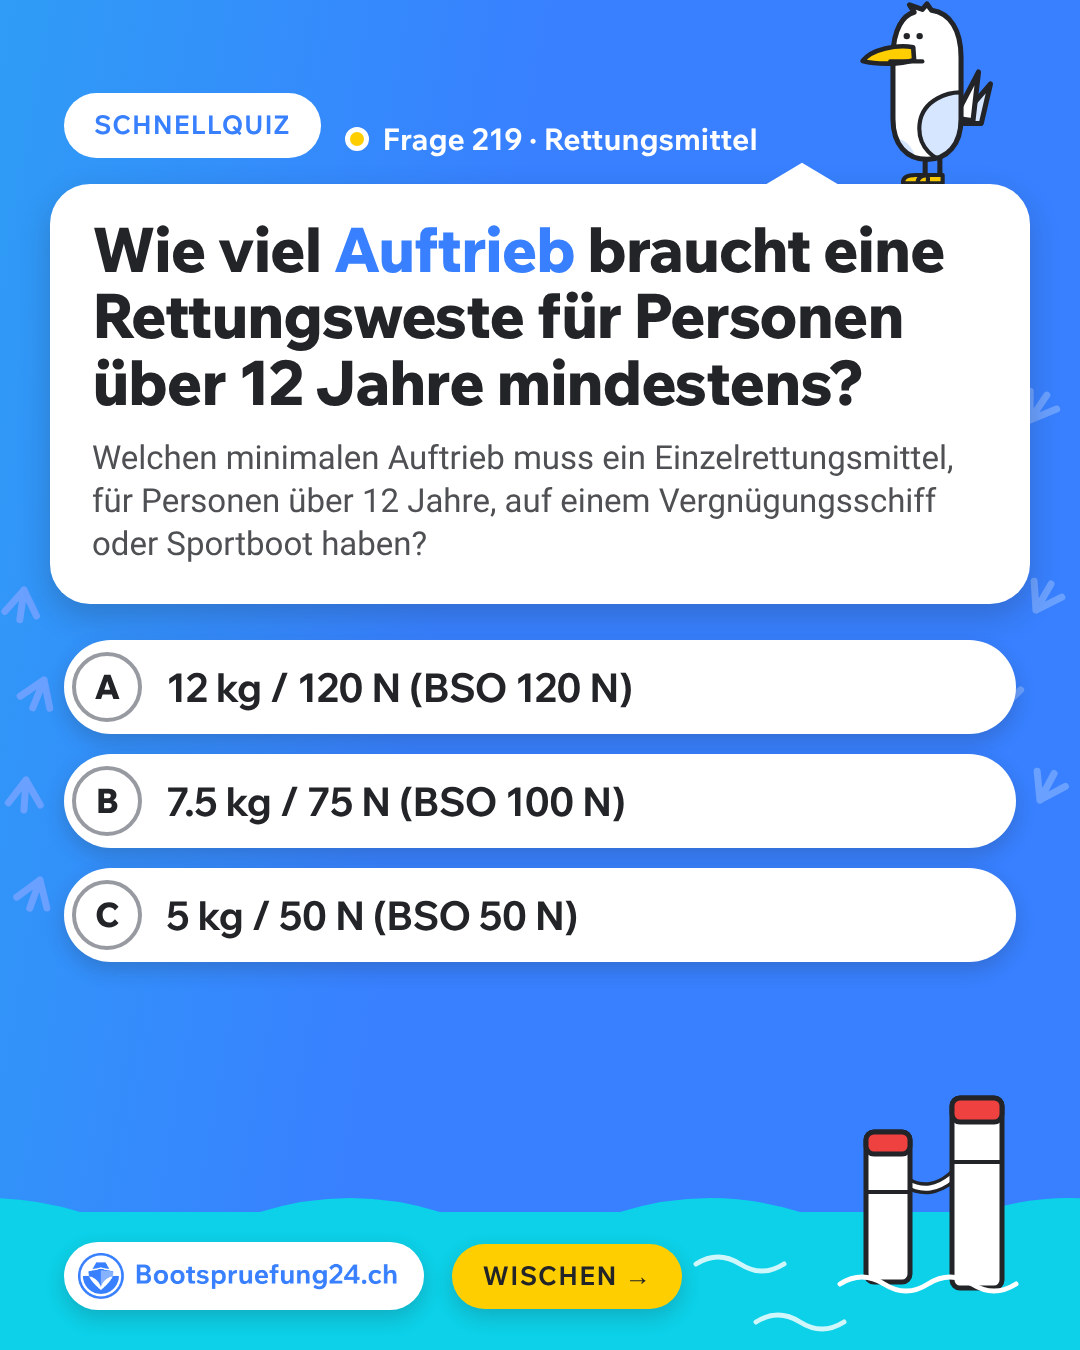 SCHNELLQUIZ
Frage 219 · Rettungsmittel
Wie viel Auftrieb braucht eine
Rettungsweste für Personen
über 12 Jahre mindestens?
Welchen minimalen Auftrieb muss ein Einzelrettungsmittel,
für Personen über 12 Jahre, auf einem Vergnügungsschiff
oder Sportboot haben?
A 12 kg / 120 N (BSO 120 N)
B 7.5 kg / 75 N (BSO 100 N)
C 5 kg / 50 N (BSO 50 N)
Bootspruefung24.ch
WISCHEN →